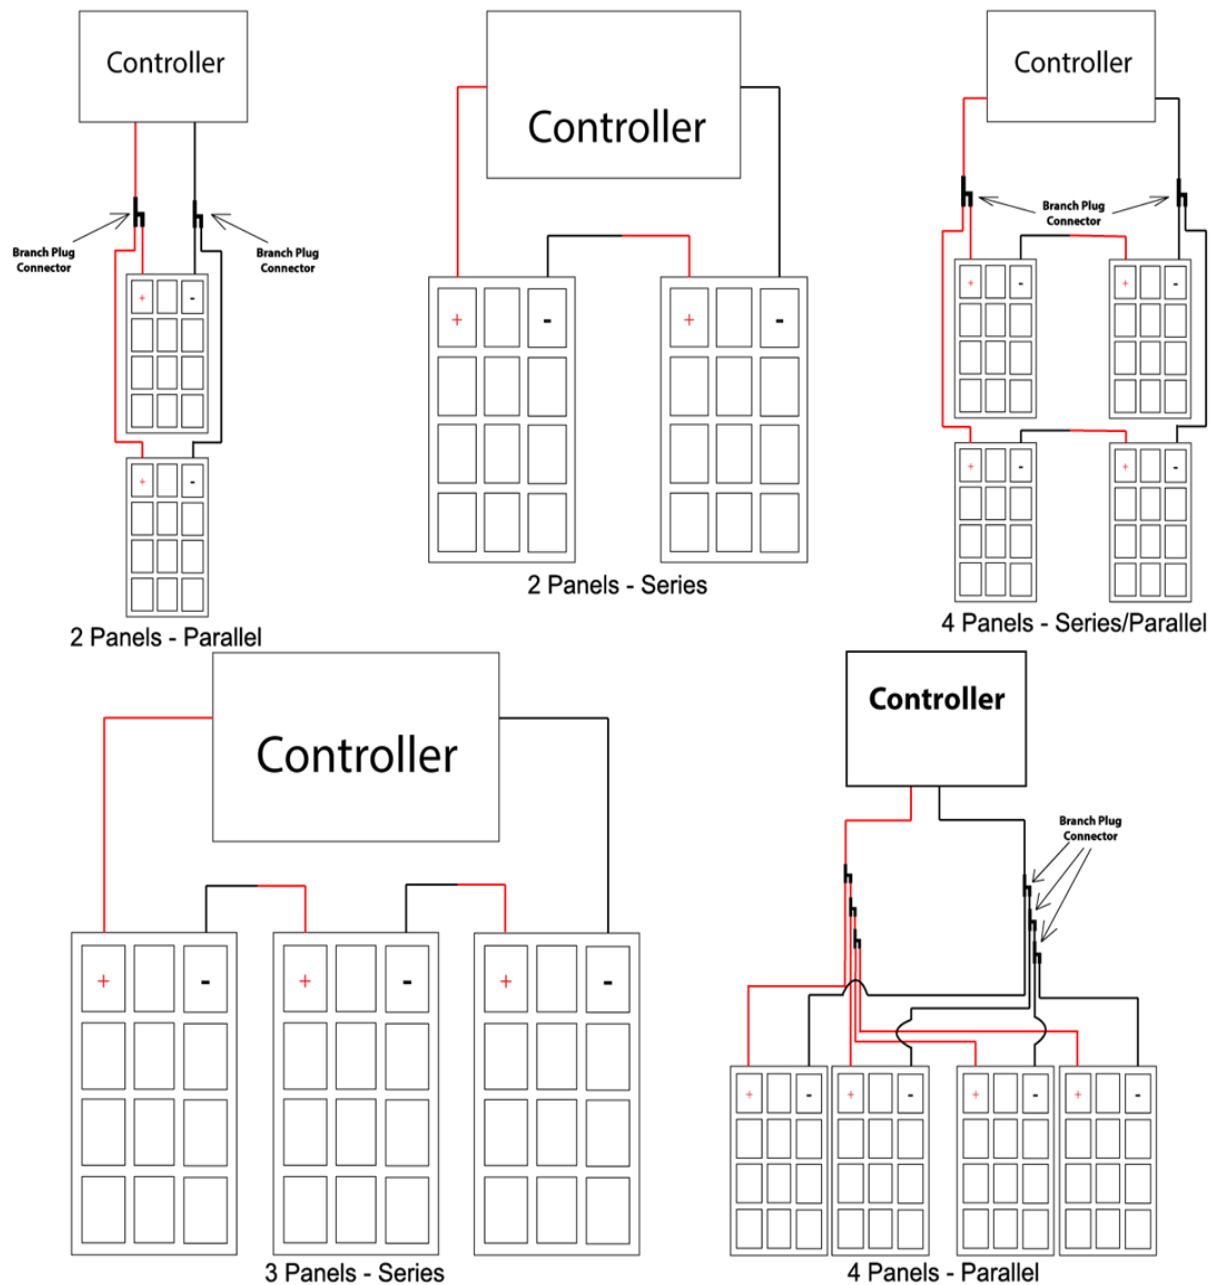 Controller
Branch Plug
Connector
Branch Plug
Connector
+ -
+ -
2 Panels - Parallel
Controller
+ - + -
2 Panels - Series
Controller
Branch Plug
Connector
+ - + -
+ - + -
4 Panels - Series/Parallel
Controller
+ - + - + -
3 Panels - Series
Controller
Branch Plug
Connector
+ - + - + - + -
4 Panels - Parallel